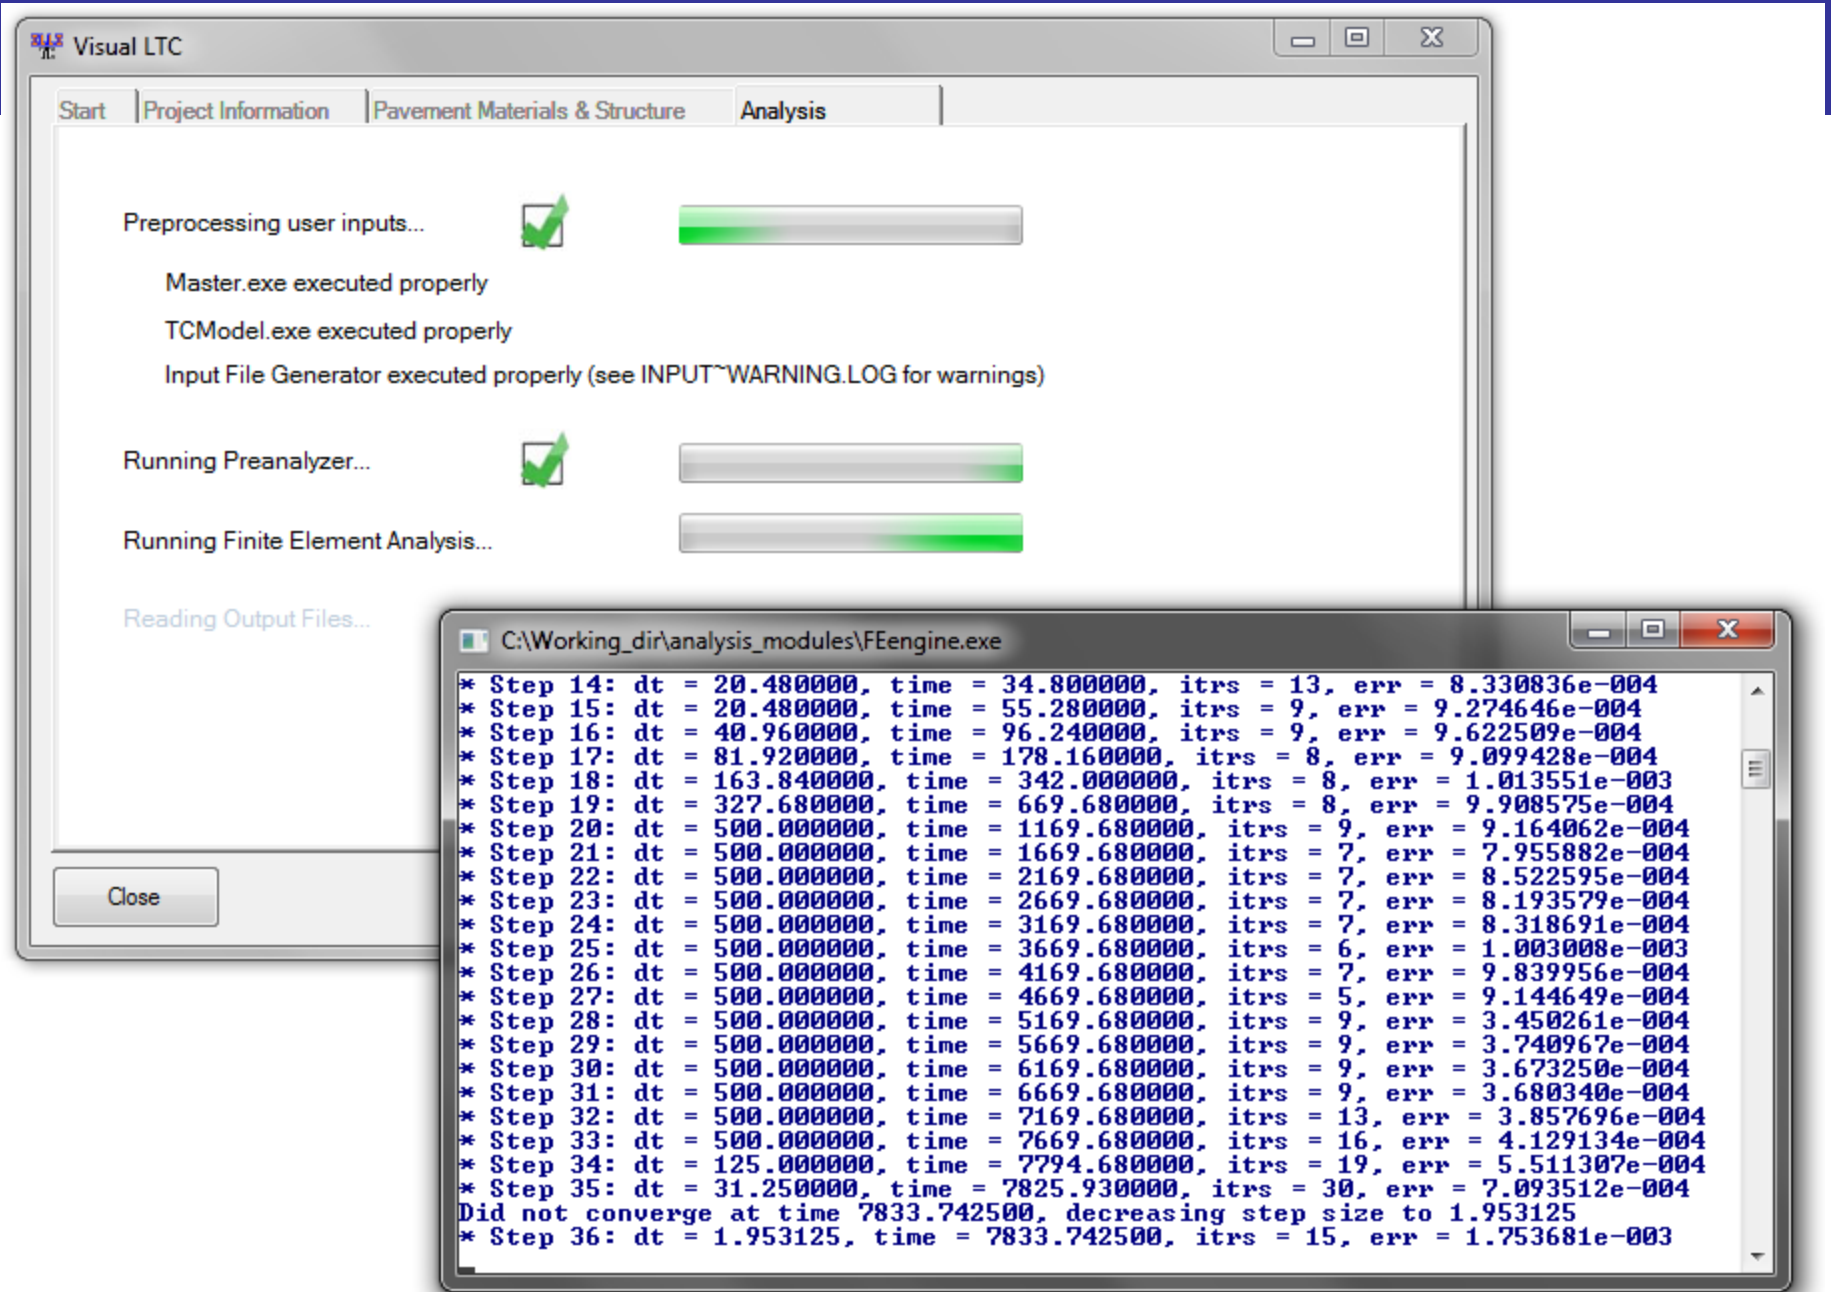 Visual LTC
Start Project Information Pavement Materials & Structure Analysis
Preprocessing user inputs...
Master.exe executed properly
TCModel.exe executed properly
Input File Generator executed properly (see INPUT~WARNING.LOG for warnings)
Running Preanalyzer...
Running Finite Element Analysis...
Reading Output Files...
Close
C:\Working_dir\analysis_modules\FEengine.exe
* Step 14: dt = 20.480000, time = 34.800000, itrs = 13, err = 8.330836e-004
* Step 15: dt = 20.480000, time = 55.280000, itrs = 9, err = 9.274646e-004
* Step 16: dt = 40.960000, time = 96.240000, itrs = 9, err = 9.622509e-004
* Step 17: dt = 81.920000, time = 178.160000, itrs = 8, err = 9.099428e-004
* Step 18: dt = 163.840000, time = 342.000000, itrs = 8, err = 1.013551e-003
* Step 19: dt = 327.680000, time = 669.680000, itrs = 8, err = 9.908575e-004
* Step 20: dt = 500.000000, time = 1169.680000, itrs = 9, err = 9.164062e-004
* Step 21: dt = 500.000000, time = 1669.680000, itrs = 7, err = 7.955882e-004
* Step 22: dt = 500.000000, time = 2169.680000, itrs = 7, err = 8.522595e-004
* Step 23: dt = 500.000000, time = 2669.680000, itrs = 7, err = 8.193579e-004
* Step 24: dt = 500.000000, time = 3169.680000, itrs = 7, err = 8.318691e-004
* Step 25: dt = 500.000000, time = 3669.680000, itrs = 6, err = 1.003008e-003
* Step 26: dt = 500.000000, time = 4169.680000, itrs = 7, err = 9.839956e-004
* Step 27: dt = 500.000000, time = 4669.680000, itrs = 5, err = 9.144649e-004
* Step 28: dt = 500.000000, time = 5169.680000, itrs = 9, err = 3.450261e-004
* Step 29: dt = 500.000000, time = 5669.680000, itrs = 9, err = 3.740967e-004
* Step 30: dt = 500.000000, time = 6169.680000, itrs = 9, err = 3.673250e-004
* Step 31: dt = 500.000000, time = 6669.680000, itrs = 9, err = 3.680340e-004
* Step 32: dt = 500.000000, time = 7169.680000, itrs = 13, err = 3.857696e-004
* Step 33: dt = 500.000000, time = 7669.680000, itrs = 16, err = 4.129134e-004
* Step 34: dt = 125.000000, time = 7794.680000, itrs = 19, err = 5.511307e-004
* Step 35: dt = 31.250000, time = 7825.930000, itrs = 30, err = 7.093512e-004
Did not converge at time 7833.742500, decreasing step size to 1.953125
* Step 36: dt = 1.953125, time = 7833.742500, itrs = 15, err = 1.753681e-003